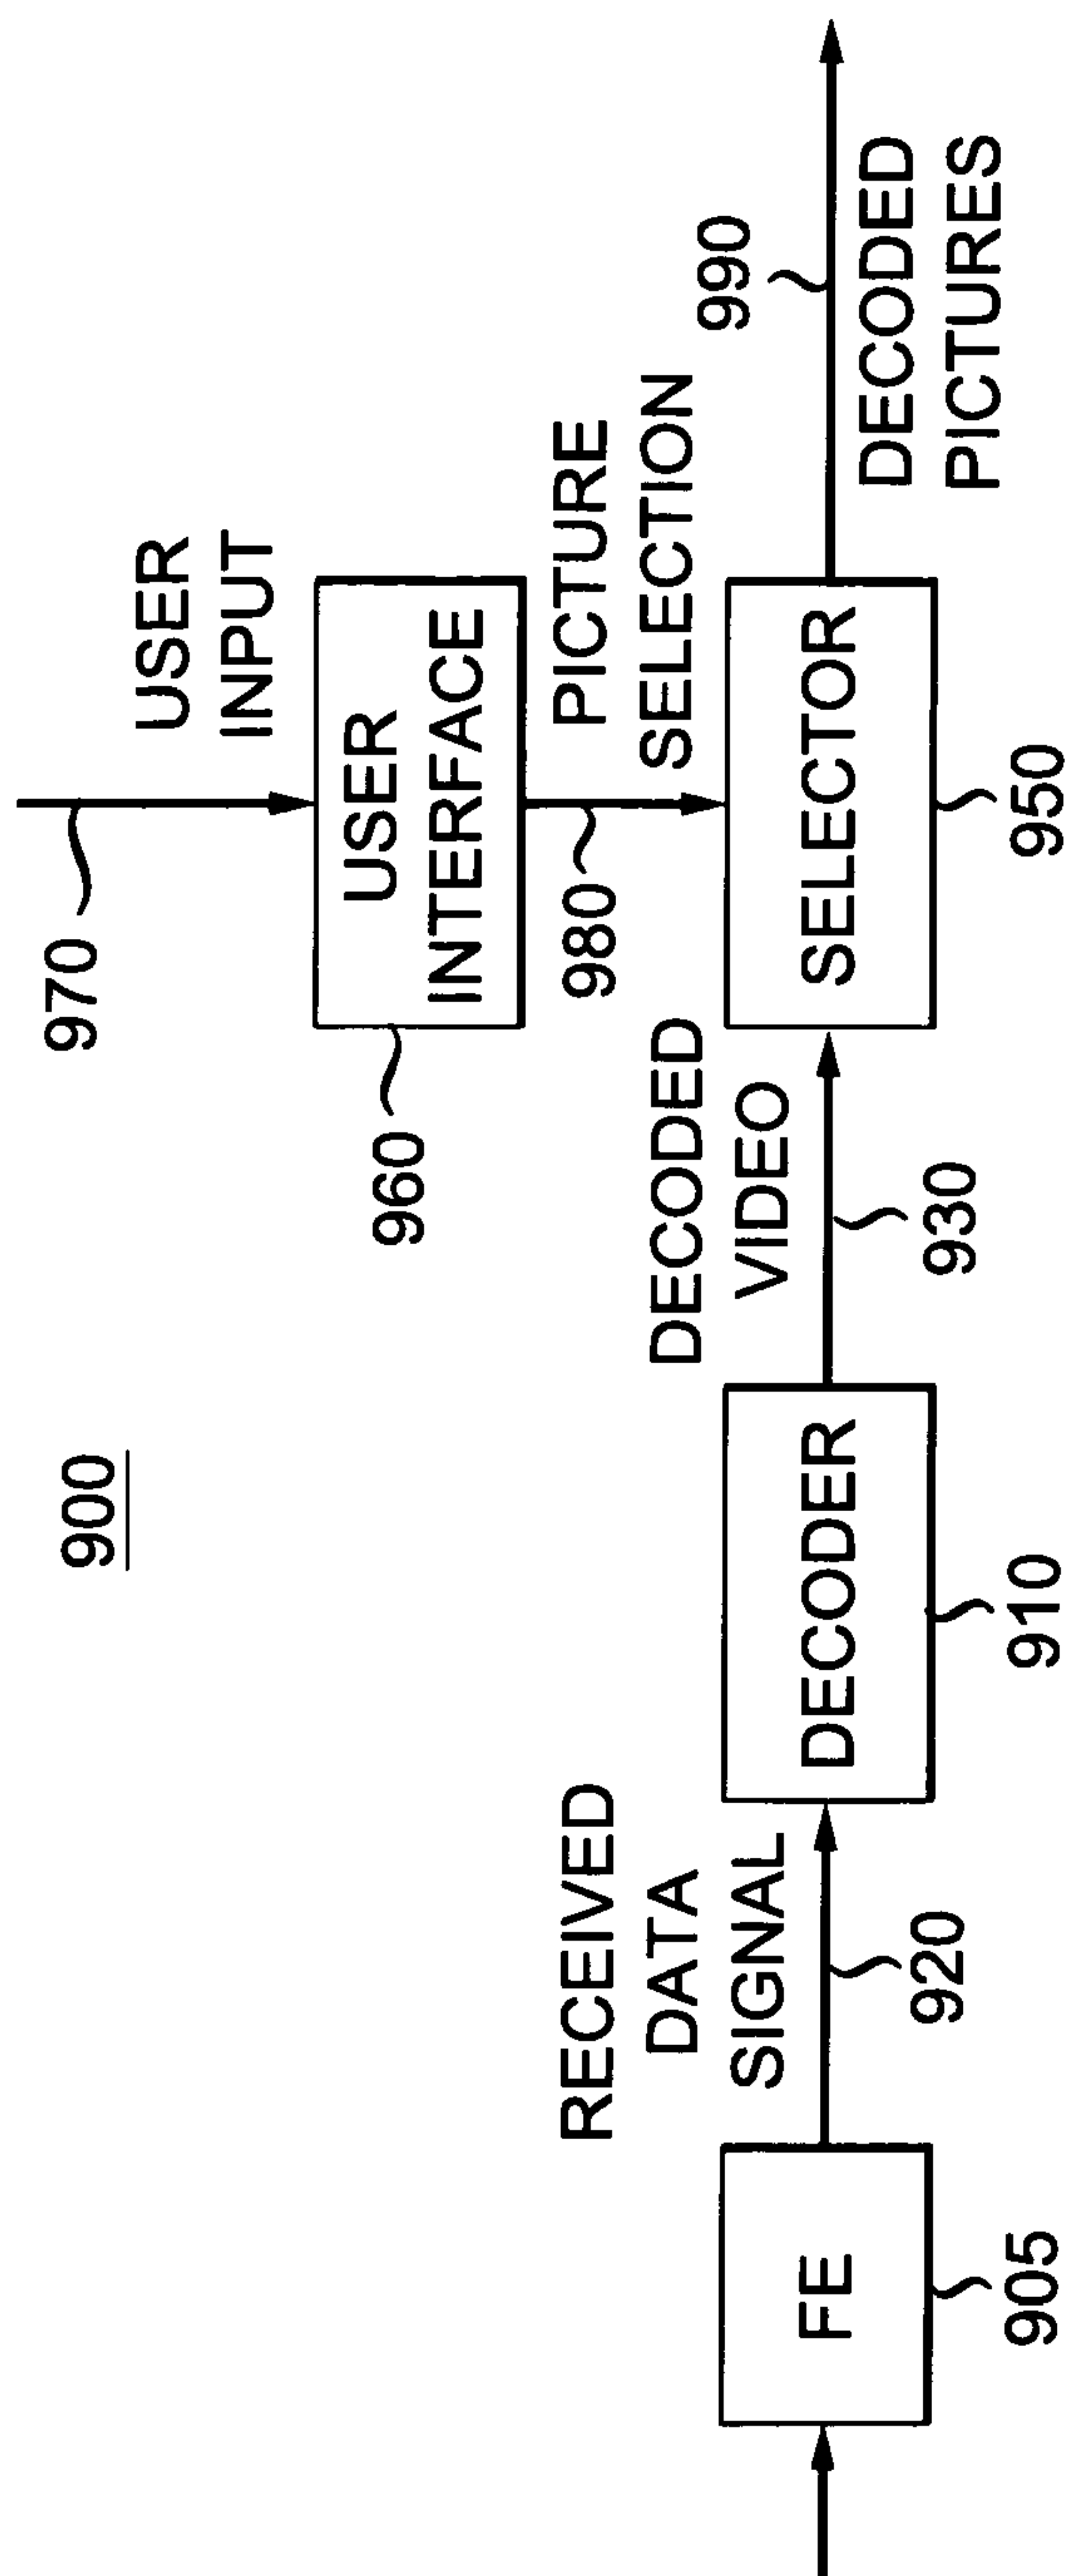 900
970
USER
INPUT
USER
INTERFACE
960
980
PICTURE
SELECTION
FE
905
RECEIVED
DATA
SIGNAL
920
DECODER
910
DECODED
VIDEO
930
SELECTOR
950
990
DECODED
PICTURES